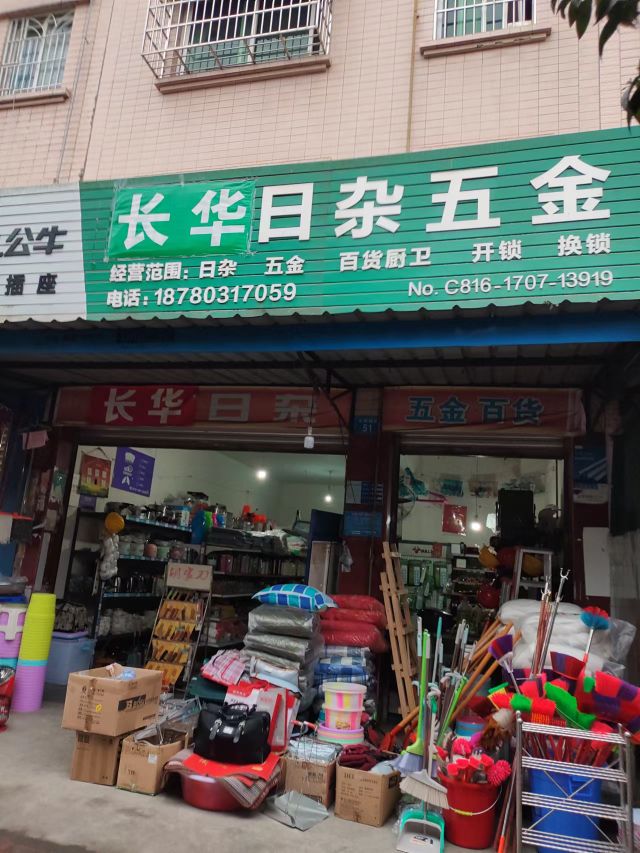 公牛
插座
长华日杂五金
经营范围：日杂 五金 百货厨卫 开锁 换锁
电话：18780317059
No. C816-1707-13919
长华日杂
五金百货
51